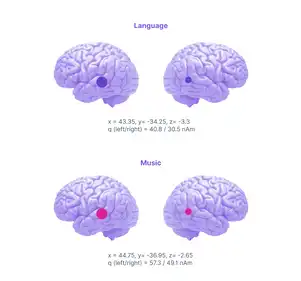 Language
x = 43.35, y= -34.25, z= -3.3
q (left/right) = 40.8 / 30.5 nAm
Music
x = 44.75, y= -36.95, z= -2.65
q (left/right) = 57.3 / 49.1 nAm